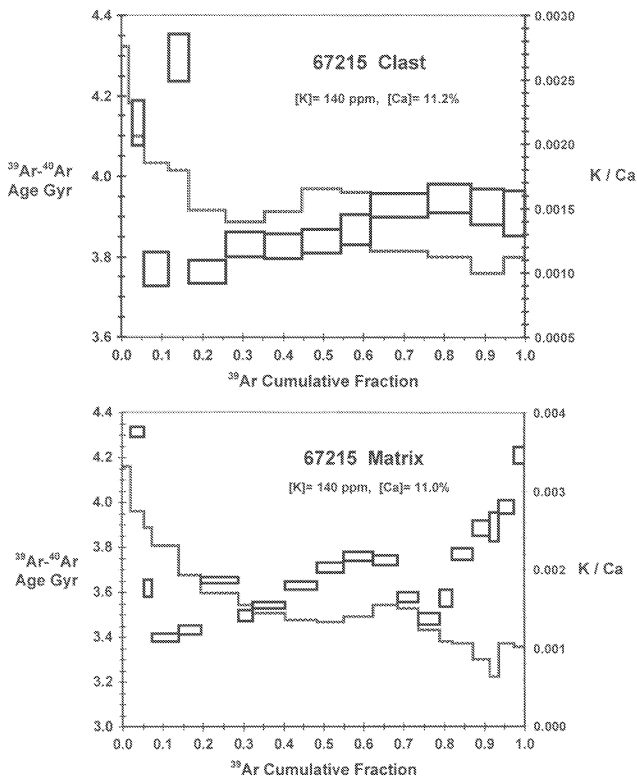 67215 Clast
[K]= 140 ppm, [Ca]= 11.2%
39Ar-40Ar
Age Gyr
4.4
4.2
4.0
3.8
3.6
0.0030
0.0025
0.0020
0.0015
0.0010
0.0005
K / Ca
0.0 0.1 0.2 0.3 0.4 0.5 0.6 0.7 0.8 0.9 1.0
39Ar Cumulative Fraction
67215 Matrix
[K]= 140 ppm, [Ca]= 11.0%
39Ar-40Ar
Age Gyr
4.4
4.2
4.0
3.8
3.6
3.4
3.2
3.0
0.004
0.003
0.002
0.001
0.000
K / Ca
0.0 0.1 0.2 0.3 0.4 0.5 0.6 0.7 0.8 0.9 1.0
39Ar Cumulative Fraction